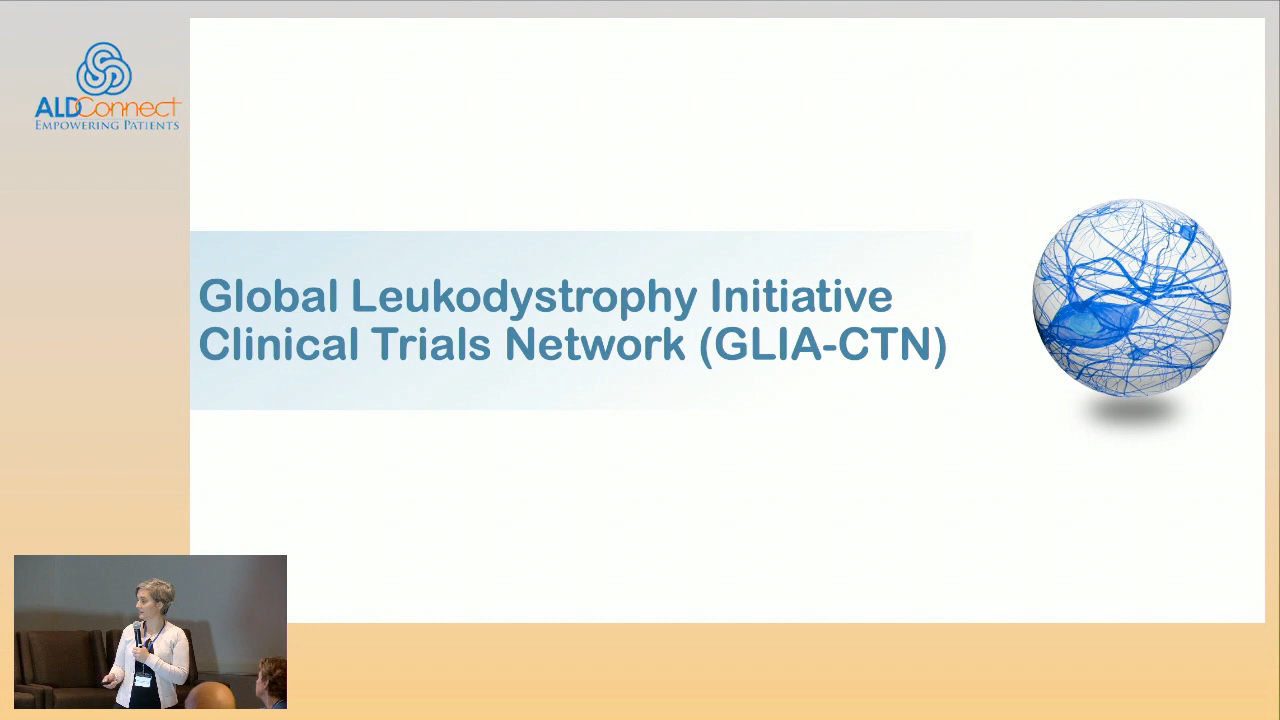 ALDConnect
EMPOWERING PATIENTS
Global Leukodystrophy Initiative
Clinical Trials Network (GLIA-CTN)